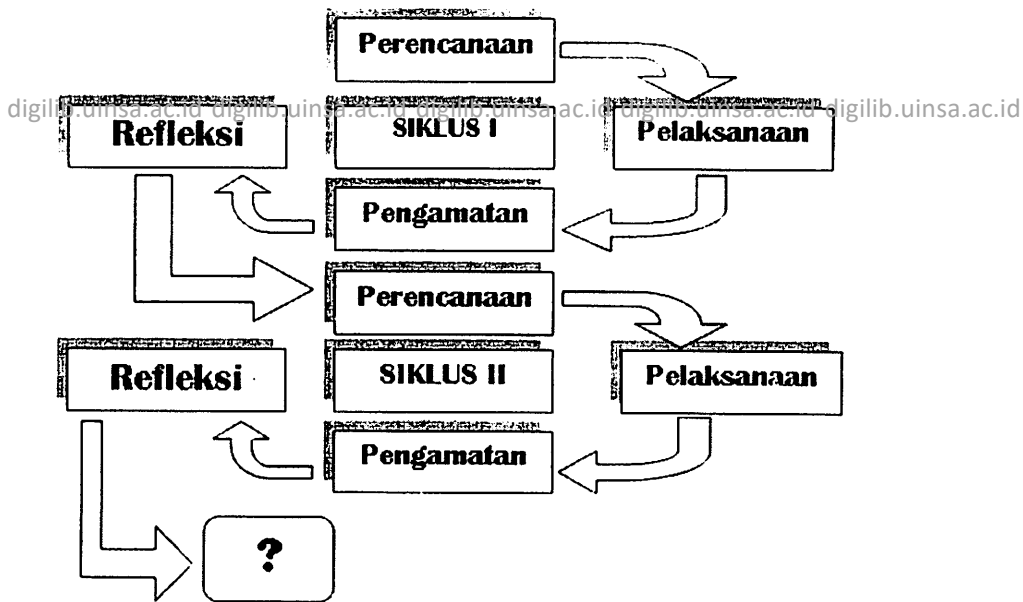 Perencanaan
digilib.uinsa.ac.id digilib.uinsa.ac.id digilib.uinsa.ac.id digilib.uinsa.ac.id digilib.uinsa.ac.id
Refleksi
SIKLUS I
Pelaksanaan
Pengamatan
Perencanaan
Refleksi
SIKLUS II
Pelaksanaan
Pengamatan
?